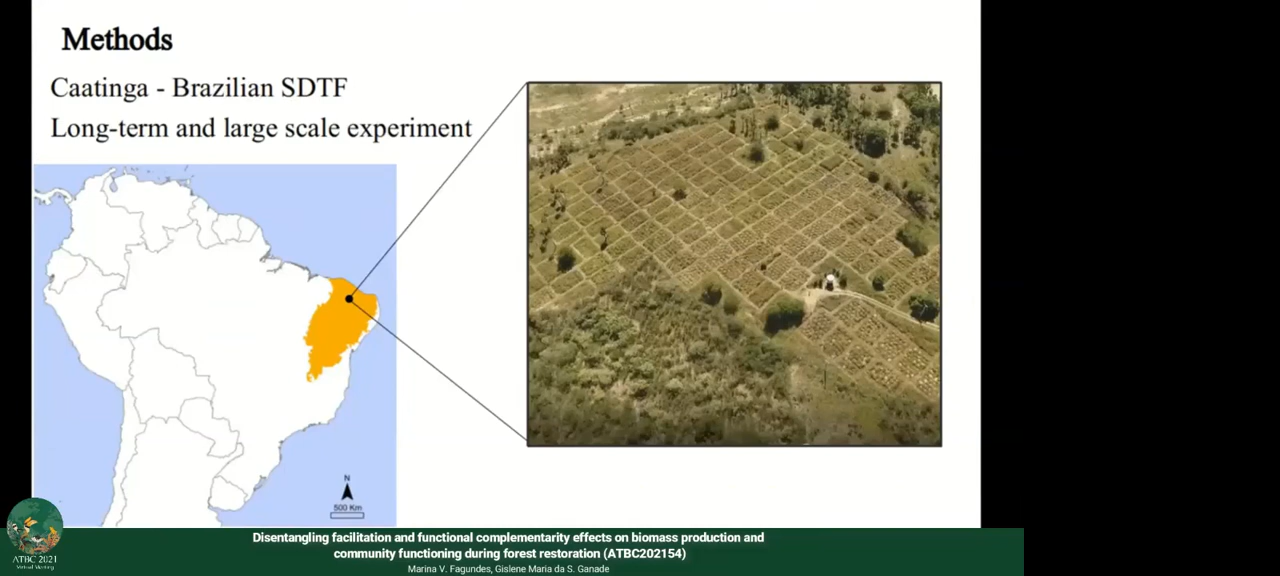 Methods
Caatinga - Brazilian SDTF
Long-term and large scale experiment
N
500 Km
ATBC 2021
Virtual Meeting
Disentangling facilitation and functional complementarity effects on biomass production and
community functioning during forest restoration (ATBC202154)
Marina V. Fagundes, Gislene Maria da S. Ganade